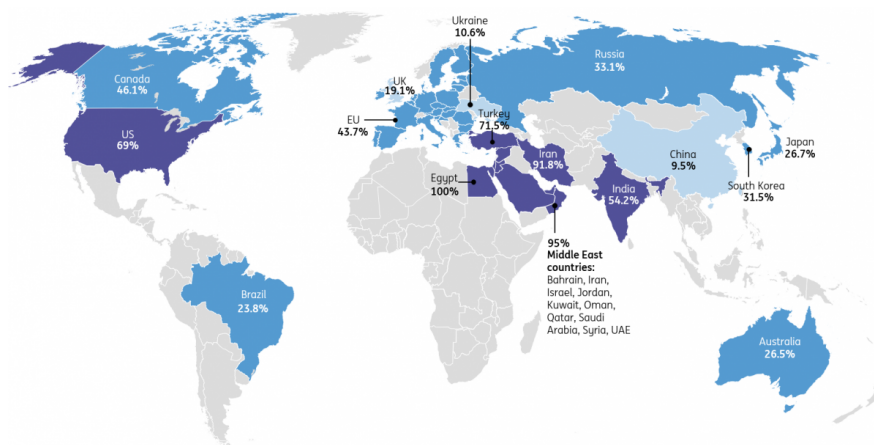 Ukraine
10.6%
Russia
33.1%
Canada
46.1%
UK
19.1%
EU
43.7%
Turkey
71.5%
US
69%
Japan
26.7%
Iran
91.8%
China
9.5%
Egypt
100%
India
54.2%
South Korea
31.5%
95%
Middle East
countries:
Bahrain, Iran,
Israel, Jordan,
Kuwait, Oman,
Qatar, Saudi
Arabia, Syria, UAE
Brazil
23.8%
Australia
26.5%